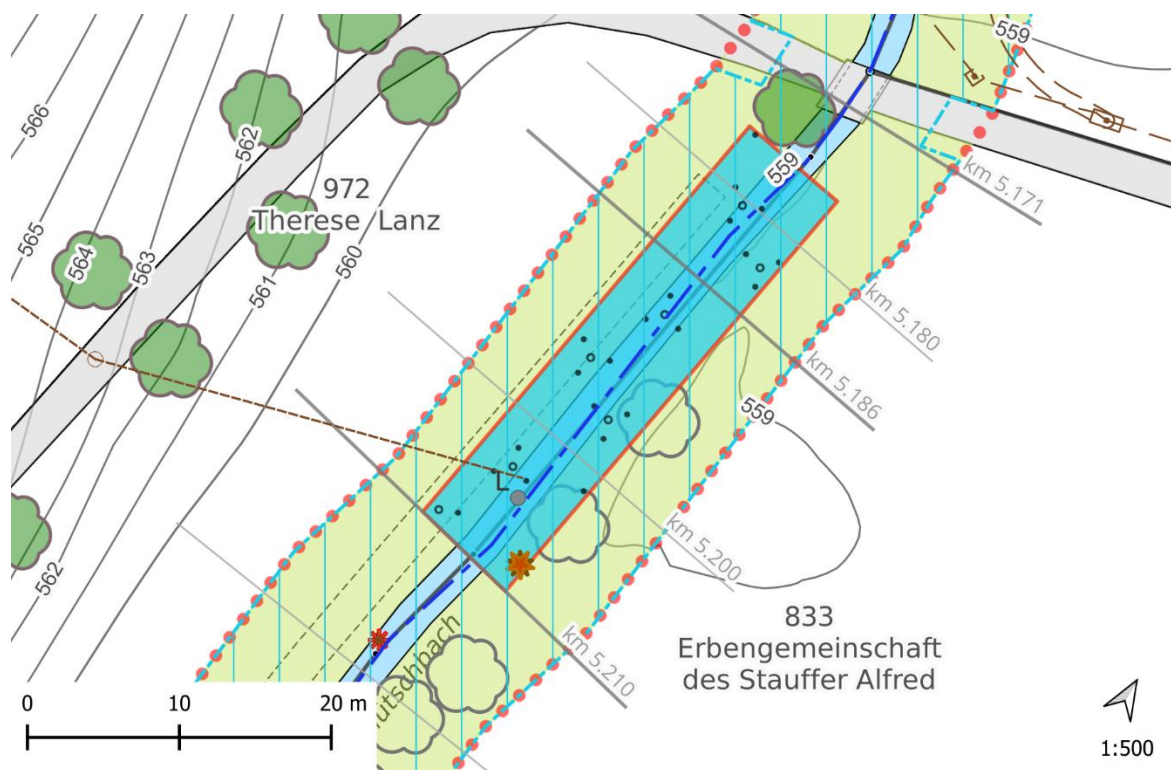 559
566
562
559
972
Therese Lanz
km 5.171
565
564
563
561
560
km 5.180
km 5.186
559
L
km 5.200
562
833
Erbengemeinschaft
des Stauffer Alfred
km 5.210
0 10 20 m
1:500